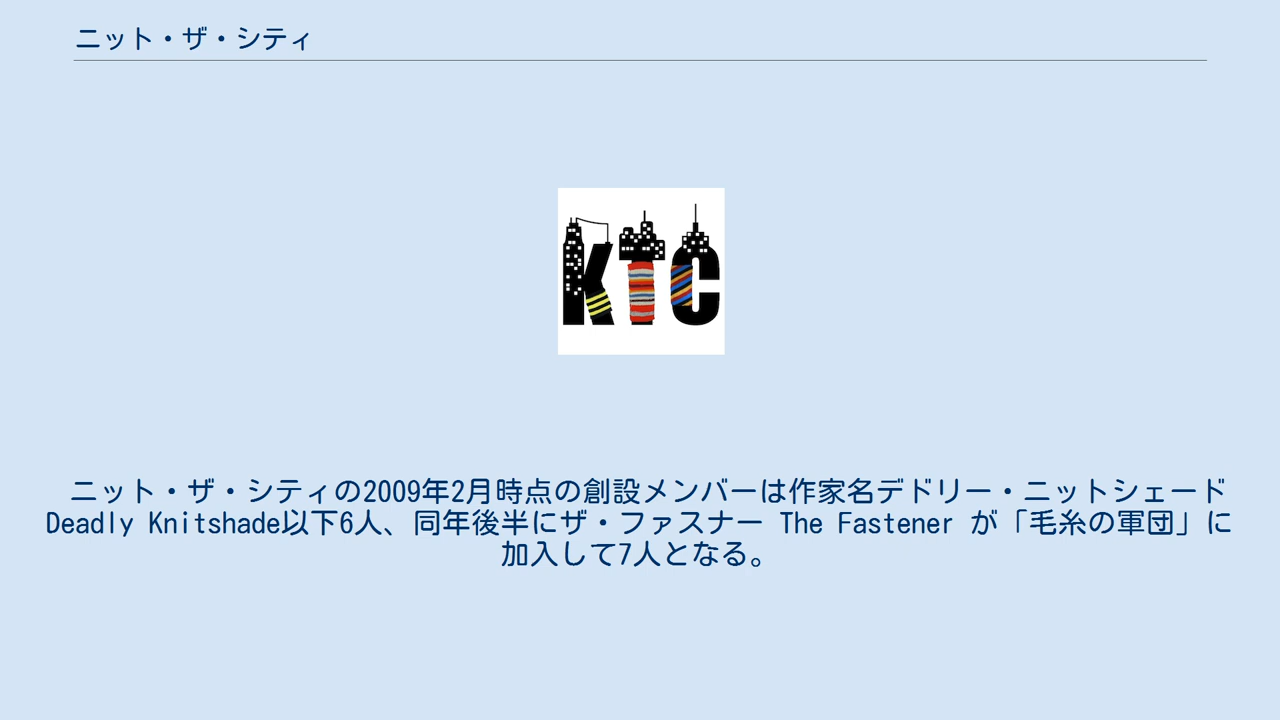 ニット・ザ・シティ
KTC
ニット・ザ・シティの2009年2月時点の創設メンバーは作家名デドリー・ニットシェード
Deadly Knitshade以下6人、同年後半にザ・ファスナー The Fastener が「毛糸の軍団」に
加入して7人となる。